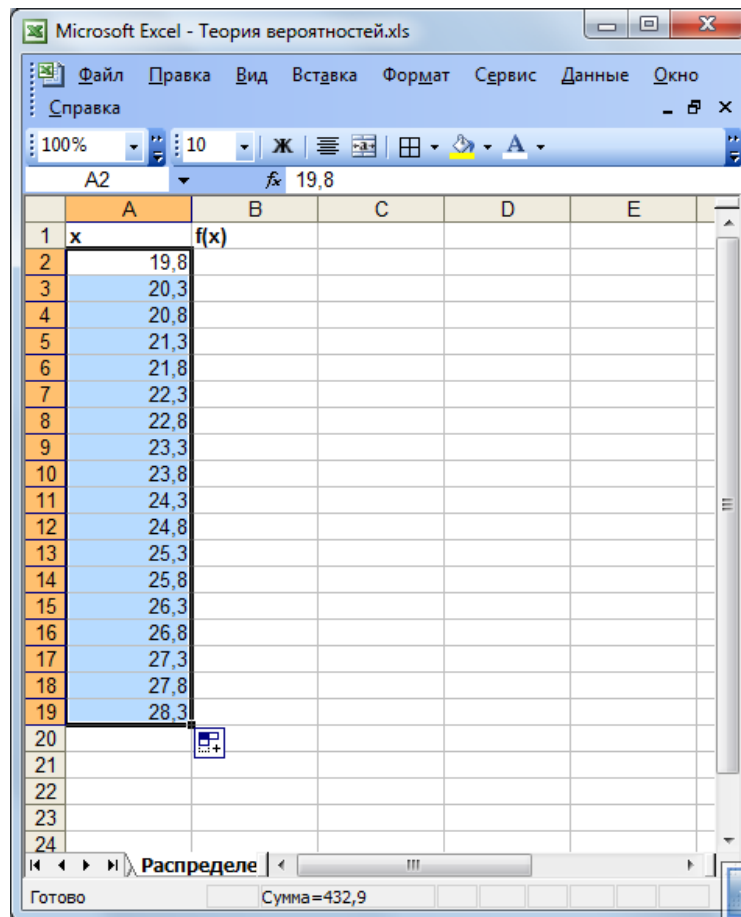 Microsoft Excel - Теория вероятностей.xls
Файл Правка Вид Вставка Формат Сервис Данные Окно
Справка
100% 10 Ж А
A2 fx 19,8
A B C D E
1 x f(x)
2 19,8
3 20,3
4 20,8
5 21,3
6 21,8
7 22,3
8 22,8
9 23,3
10 23,8
11 24,3
12 24,8
13 25,3
14 25,8
15 26,3
16 26,8
17 27,3
18 27,8
19 28,3
20
21
22
23
24
Распределе
Готово Сумма=432,9